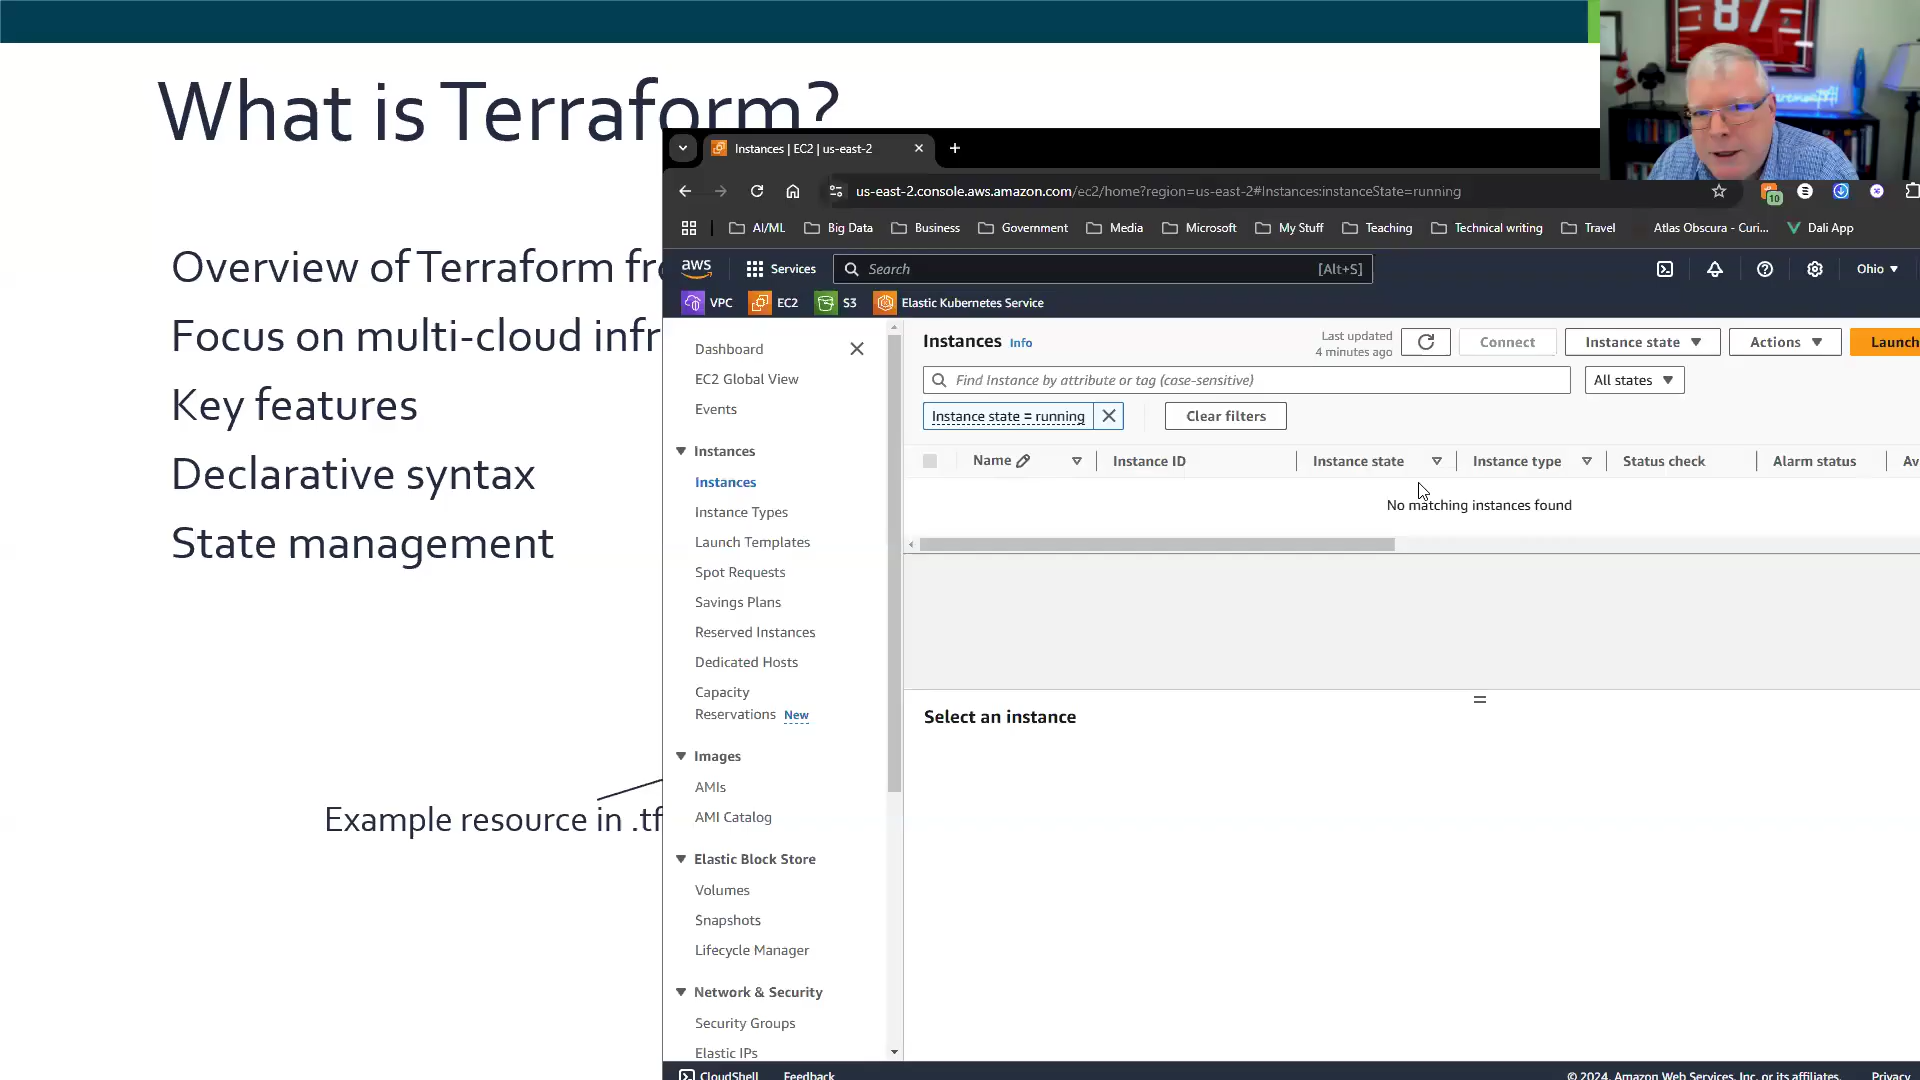 What is Terraform?
Overview of Terraform fr
Focus on multi-cloud infr
Key features
Declarative syntax
State management
Example resource in .tf
87
Instances | EC2 | us-east-2
us-east-2.console.aws.amazon.com/ec2/home?region=us-east-2#Instances:instanceState=running
10
AI/ML
Big Data
Business
Government
Media
Microsoft
My Stuff
Teaching
Technical writing
Travel
Atlas Obscura - Curi...
Dali App
aws
Services
Search
[Alt+S]
Ohio
VPC
EC2
S3
Elastic Kubernetes Service
Dashboard
EC2 Global View
Events
Instances
Instances
Instance Types
Launch Templates
Spot Requests
Savings Plans
Reserved Instances
Dedicated Hosts
Capacity
Reservations New
Images
AMIs
AMI Catalog
Elastic Block Store
Volumes
Snapshots
Lifecycle Manager
Network & Security
Security Groups
Elastic IPs
Instances Info
Last updated
4 minutes ago
Connect
Instance state
Actions
Launch
Find Instance by attribute or tag (case-sensitive)
All states
Instance state = running
Clear filters
Name
Instance ID
Instance state
Instance type
Status check
Alarm status
Av
No matching instances found
Select an instance
CloudShell
Feedback
© 2024, Amazon Web Services, Inc. or its affiliates.
Privacy